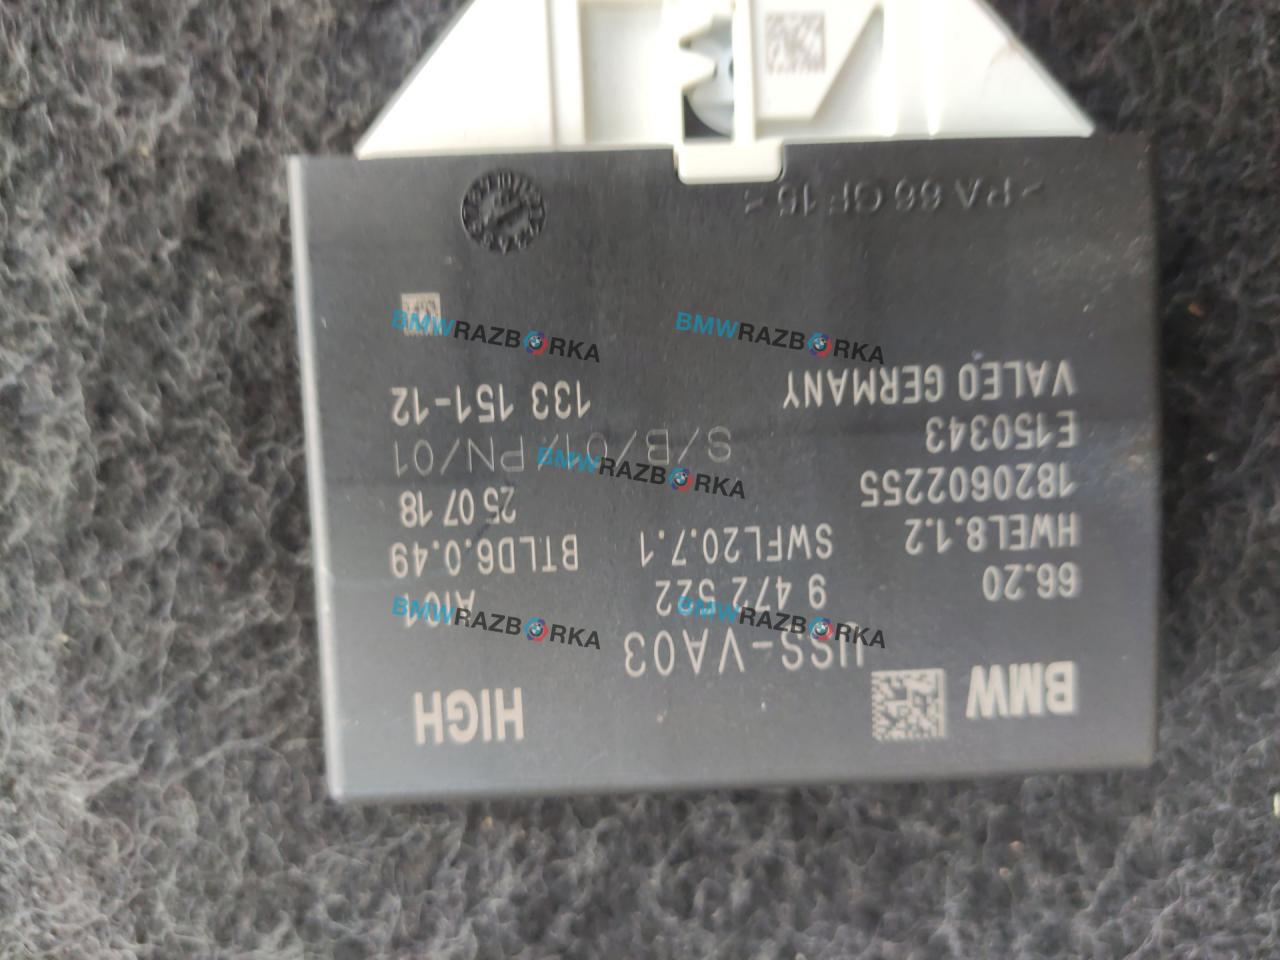 BMW HIGH
USS-VA03
66.20 9 472 522 AI01
HWEL8.1.2 SWFL20.7.1 BTLD6.0.49
1820602255 25 07 18
E150343 S/B/01/ PN/01
VALEO GERMANY 133 151-12
>PA 66 GF 15<
BMWRAZBORKA
BMWRAZBORKA
BMWRAZBORKA
BMWRAZBORKA
BMWRAZBORKA